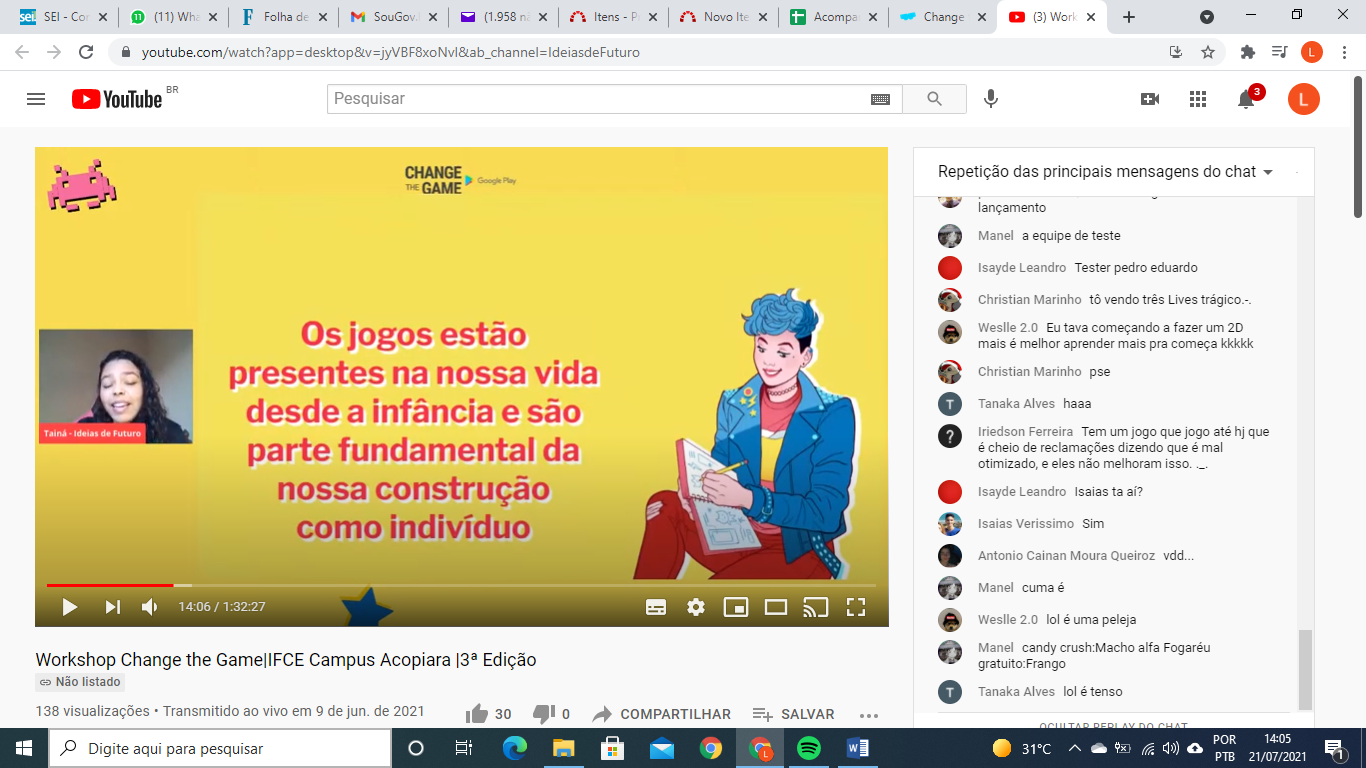 SEI - Cor
(11) Wha
Folha de
SouGov.
(1.958 nã
Itens - P
Novo Ite
Acompa
Change
(3) Work
youtube.com/watch?app=desktop&v=jyVBF8xoNvI&ab_channel=IdeiasdeFuturo
L
YouTube BR
Pesquisar
3
L
CHANGE
THE GAME
Google Play
Os jogos estão
presentes na nossa vida
desde a infância e são
parte fundamental da
nossa construção
como indivíduo
Tainá - Ideias de Futuro
14:06 / 1:32:27
Workshop Change the Game|IFCE Campus Acopiara |3ª Edição
Não listado
138 visualizações • Transmitido ao vivo em 9 de jun. de 2021
30
0
COMPARTILHAR
SALVAR
Repetição das principais mensagens do chat
lançamento
Manel a equipe de teste
Isayde Leandro Tester pedro eduardo
Christian Marinho tô vendo três Lives trágico.-.
Weslle 2.0 Eu tava começando a fazer um 2D
mais é melhor aprender mais pra começa kkkkk
Christian Marinho pse
T Tanaka Alves haaa
? Iriedson Ferreira Tem um jogo que jogo até hj que
é cheio de reclamações dizendo que é mal
otimizado, e eles não melhoram isso. ._.
Isayde Leandro Isaias ta aí?
Isaias Verissimo Sim
Antonio Cainan Moura Queiroz vdd...
Manel cuma é
Weslle 2.0 lol é uma peleja
Manel candy crush:Macho alfa Fogaréu
gratuito:Frango
T Tanaka Alves lol é tenso
OCULTAR REPLAY DO CHAT
Digite aqui para pesquisar
31°C
POR
PTB
14:05
21/07/2021
1